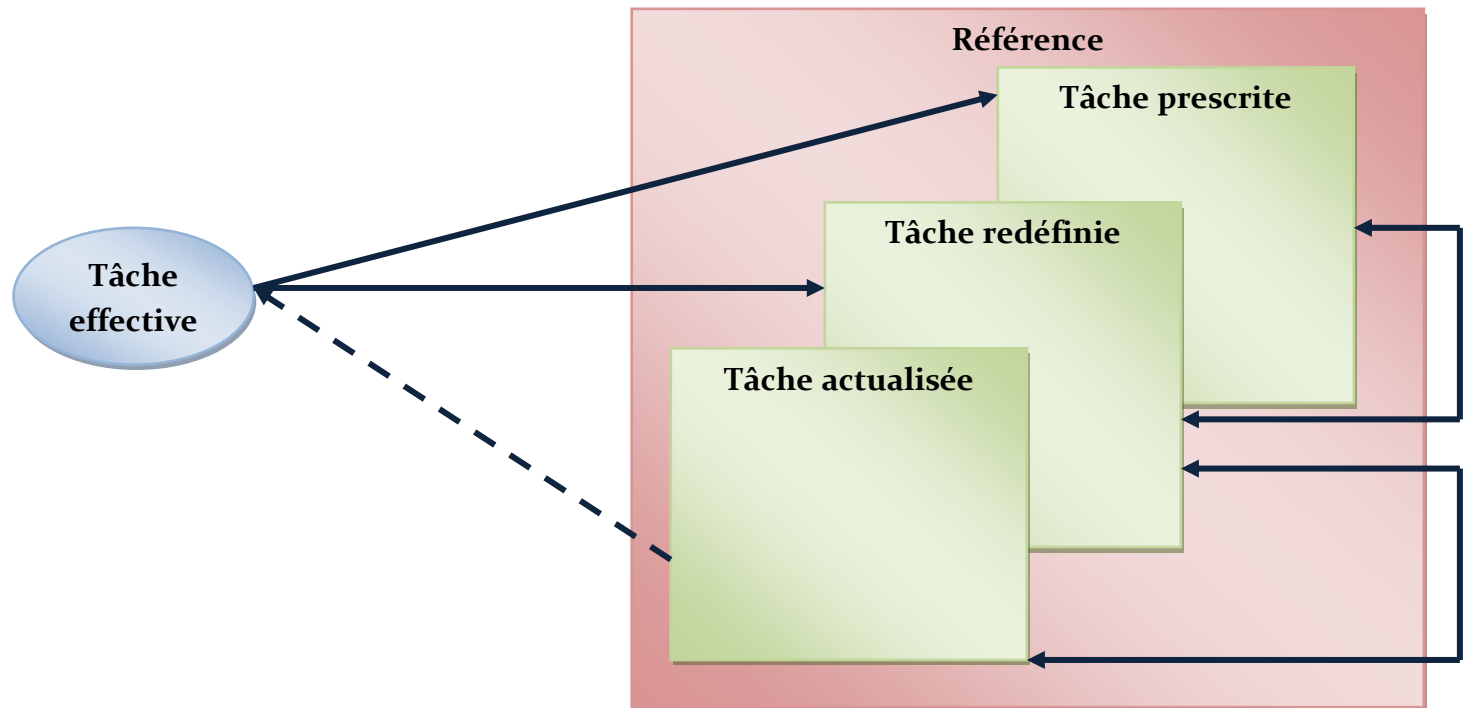 Référence
Tâche prescrite
Tâche redéfinie
Tâche
effective
Tâche actualisée